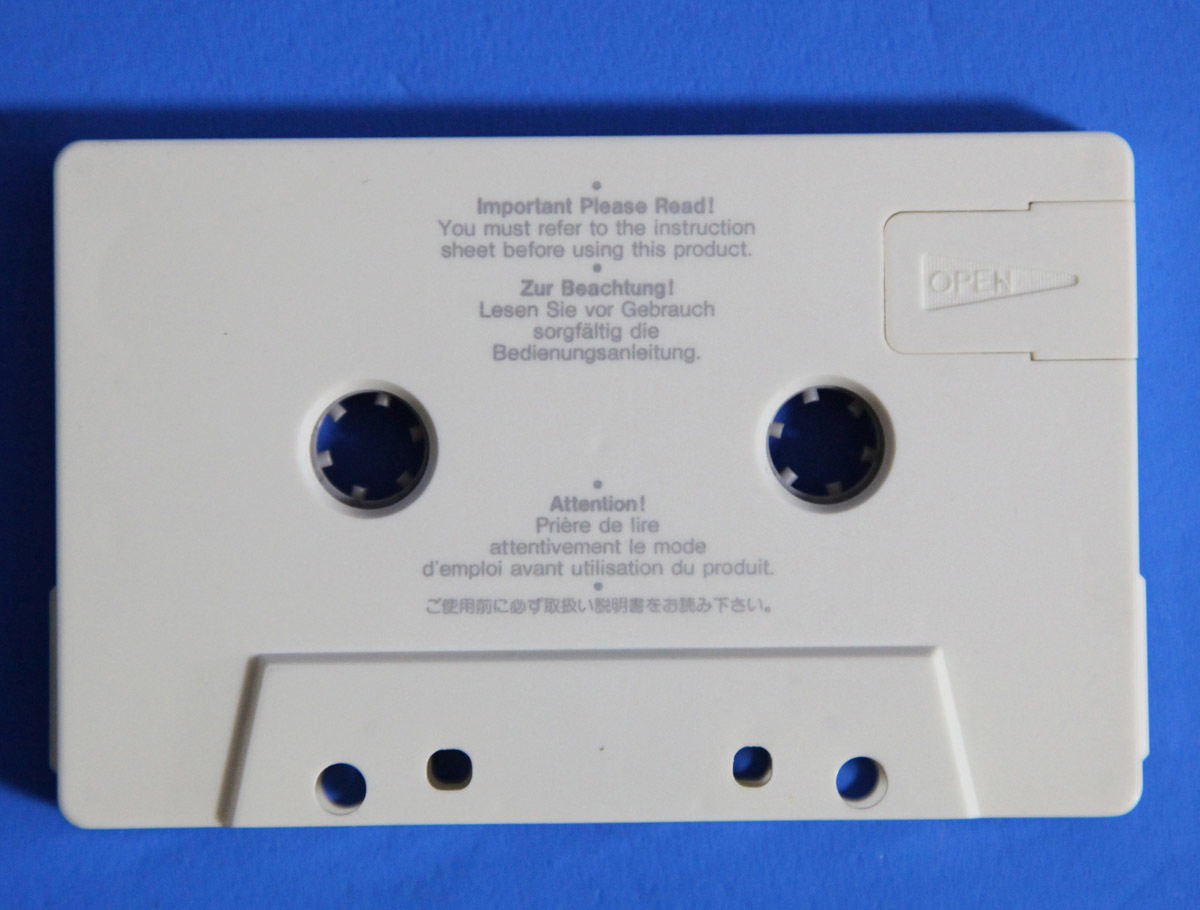 Important Please Read!
You must refer to the instruction
sheet before using this product.
Zur Beachtung!
Lesen Sie vor Gebrauch
sorgfältig die
Bedienungsanleitung.
OPEN
Attention!
Prière de lire
attentivement le mode
d'emploi avant utilisation du produit.
ご使用前に必ず取扱い説明書をお読み下さい。